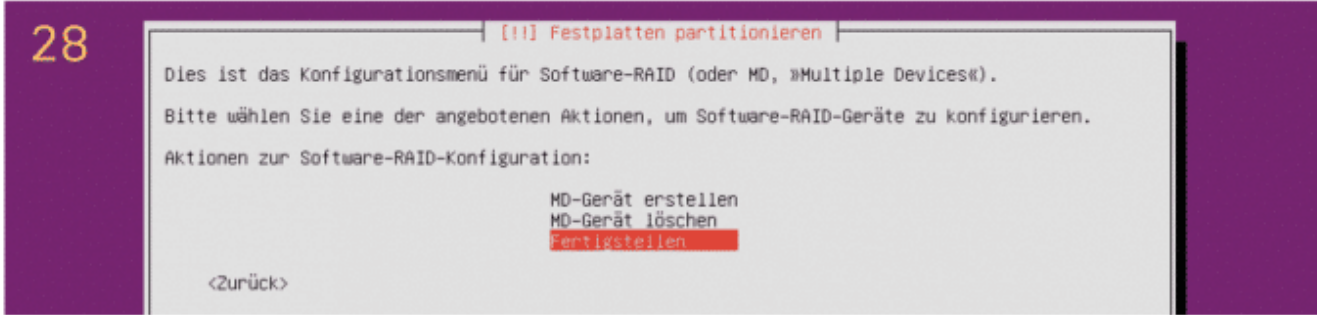 28
[!!] Festplatten partitionieren
Dies ist das Konfigurationsmenü für Software-RAID (oder MD, »Multiple Devices«).
Bitte wählen Sie eine der angebotenen Aktionen, um Software-RAID-Geräte zu konfigurieren.
Aktionen zur Software-RAID-Konfiguration:
MD-Gerät erstellen
MD-Gerät löschen
Fertigstellen
<Zurück>